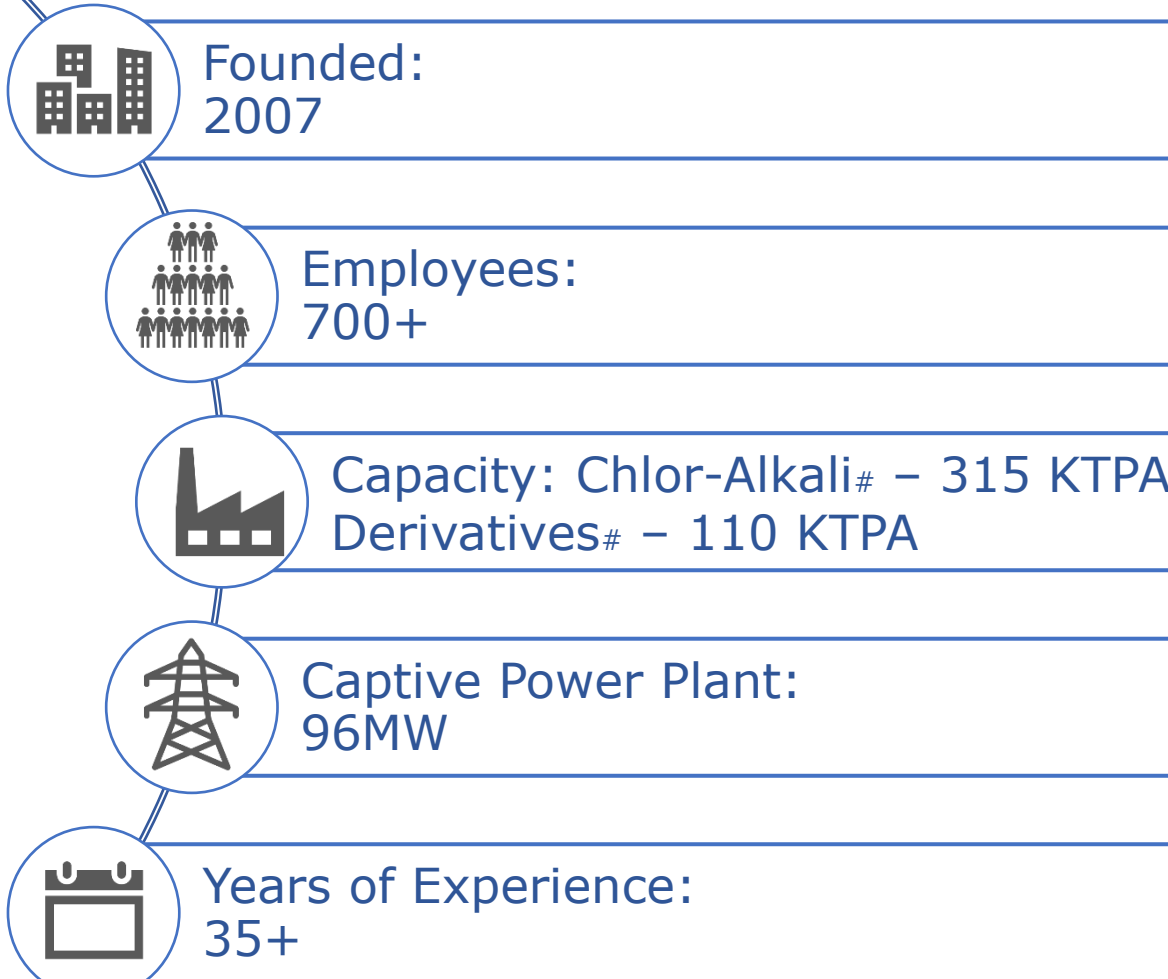 Founded:
2007
Employees:
700+
Capacity: Chlor-Alkali# – 315 KTPA
Derivatives# – 110 KTPA
Captive Power Plant:
96MW
Years of Experience:
35+